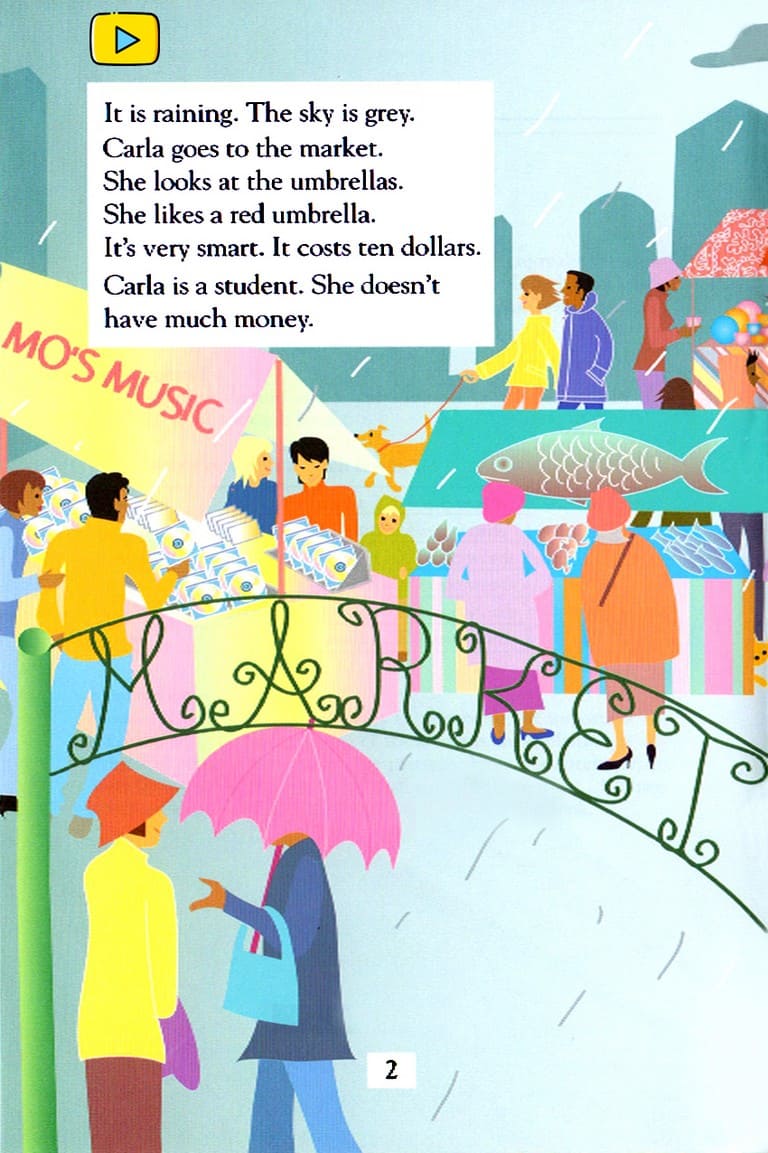 It is raining. The sky is grey.
Carla goes to the market.
She looks at the umbrellas.
She likes a red umbrella.
It's very smart. It costs ten dollars.
Carla is a student. She doesn't
have much money.
MO'S MUSIC
MARKET
2